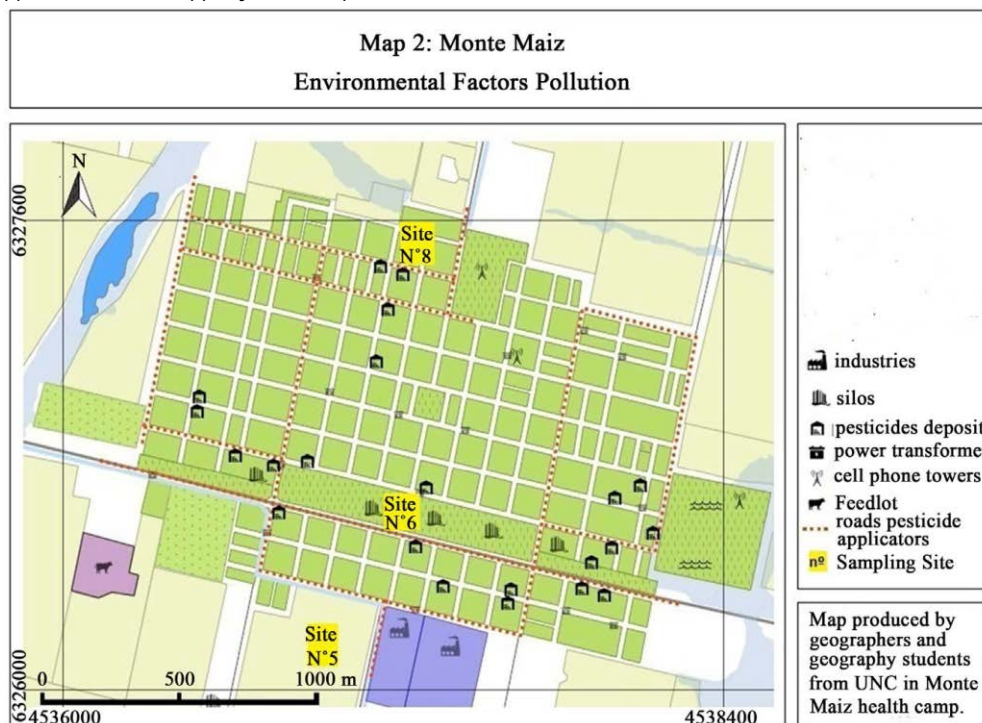 Map 2: Monte Maiz
Environmental Factors Pollution
N
6327600
6326000
Site
N°8
Site
N°6
Site
N°5
0 500 1000 m
4536000 4538400
industries
silos
pesticides deposit
power transforme
cell phone towers
Feedlot
roads pesticide
applicators
nº Sampling Site
Map produced by
geographers and
geography students
from UNC in Monte
Maiz health camp.